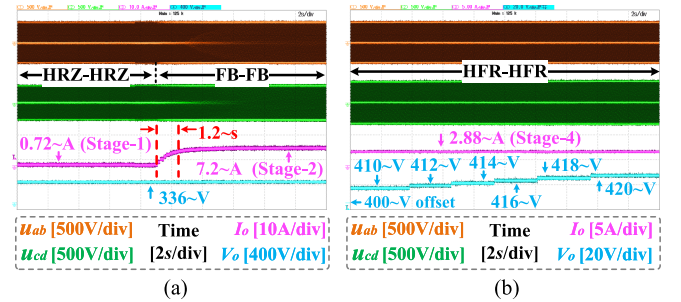 2s/div
HRZ-HRZ
FB-FB
1.2~s
0.72~A (Stage-1)
7.2~A (Stage-2)
336~V
uab [500V/div]
Time
Io [10A/div]
ucd [500V/div]
[2s/div]
Vo [400V/div]
(a)
2s/div
HFR-HFR
2.88~A (Stage-4)
410~V
412~V
414~V
418~V
400~V offset
416~V
420~V
uab [500V/div]
Time
Io [5A/div]
ucd [500V/div]
[2s/div]
Vo [20V/div]
(b)